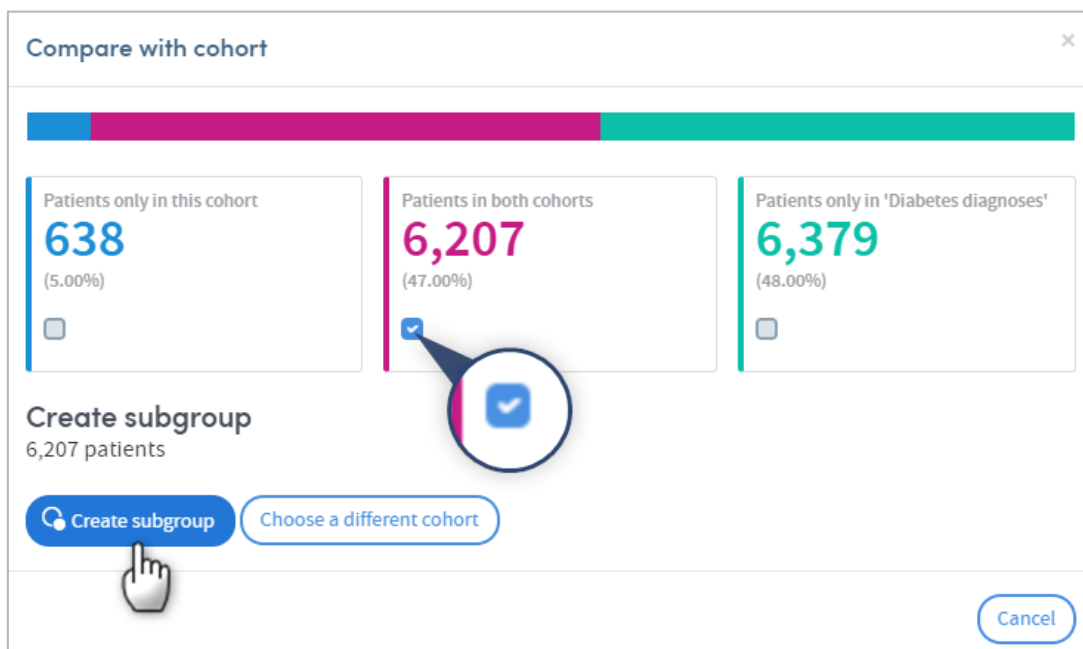 Compare with cohort
×
Patients only in this cohort
638
(5.00%)
Patients in both cohorts
6,207
(47.00%)
Patients only in 'Diabetes diagnoses'
6,379
(48.00%)
Create subgroup
6,207 patients
Create subgroup
Choose a different cohort
Cancel